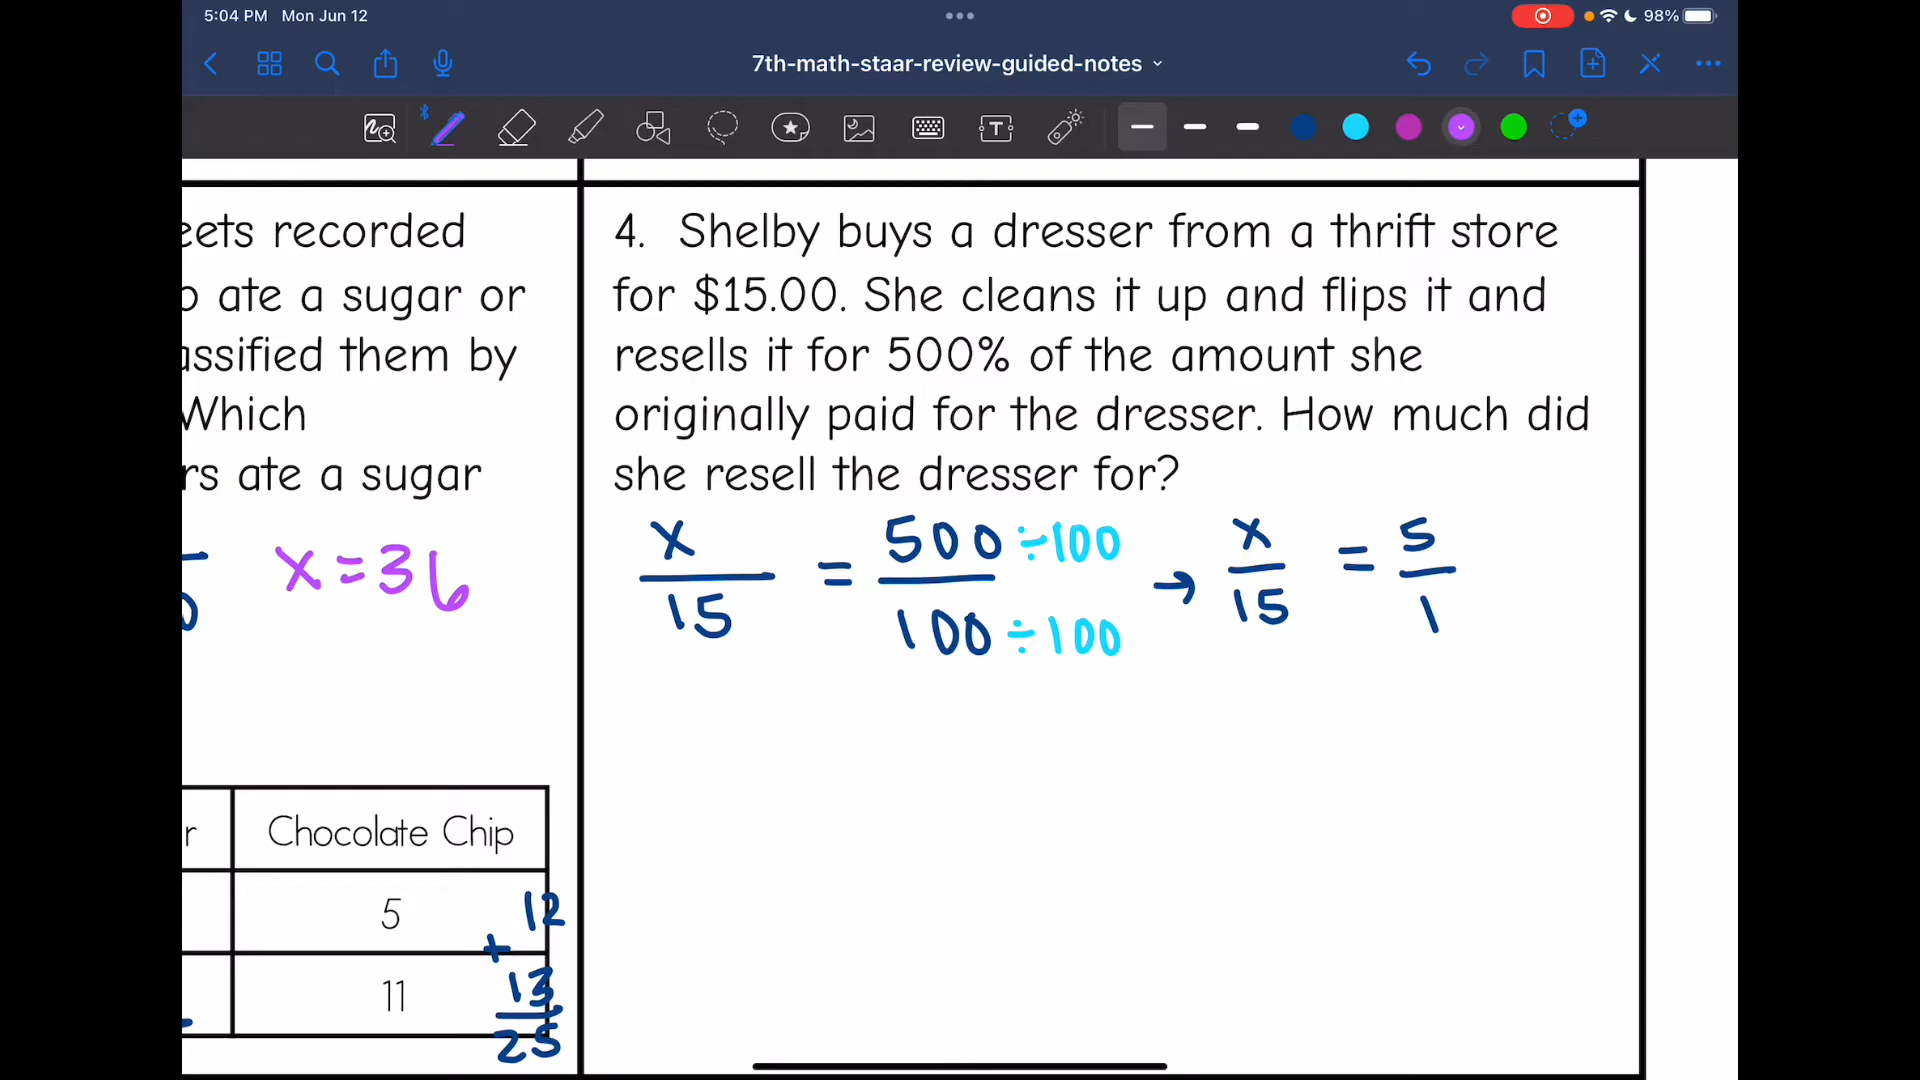 5:04 PM Mon Jun 12
98%
7th-math-staar-review-guided-notes
T
eets recorded
o ate a sugar or
assified them by
Which
rs ate a sugar
x = 36
r
Chocolate Chip
5
11
12
+
13
25
4. Shelby buys a dresser from a thrift store
for $15.00. She cleans it up and flips it and
resells it for 500% of the amount she
originally paid for the dresser. How much did
she resell the dresser for?
x = 500 ÷100 → x = 5
15 100 ÷100 15 1